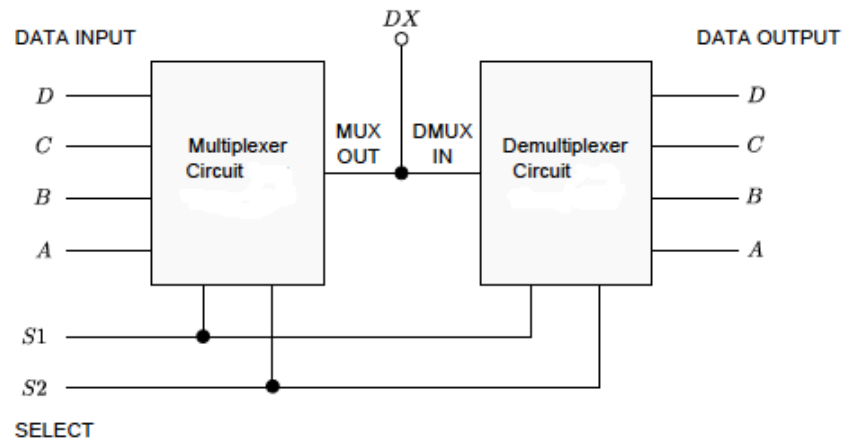 DX
DATA INPUT
DATA OUTPUT
D
C
B
A
Multiplexer
Circuit
MUX
OUT
DMUX
IN
Demultiplexer
Circuit
D
C
B
A
S1
S2
SELECT